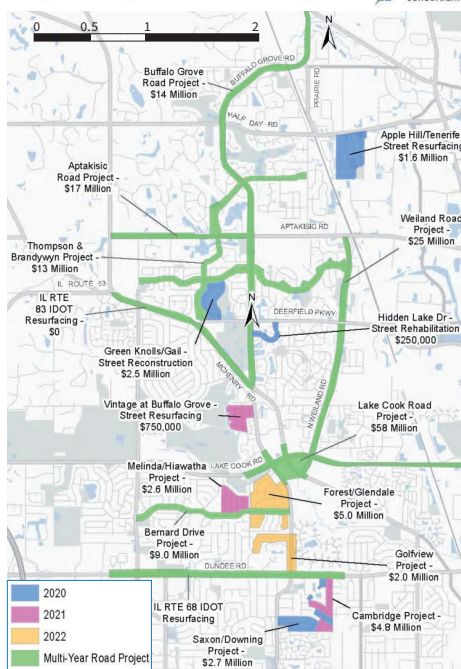 consortium
0 0.5 1 2
N
Buffalo Grove
Road Project -
$14 Million
BUFFALO GROVE RD
PRAIRIE RD
HALF DAY RD
Apple Hill/Tenerife
Street Resurfacing
$1.6 Million
Aptakisic
Road Project -
$17 Million
Weiland Road
Project -
$25 Million
APTAKISIC RD
Thompson &
Brandywyn Project -
$13 Million
IL ROUTE 83
IL RTE
83 IDOT
Resurfacing -
$0
N
DEERFIELD PKWY
Hidden Lake Dr -
Street Rehabilitation
$250,000
Green Knolls/Gail -
Street Reconstruction
$2.5 Million
MCHENRY RD
N WEILAND RD
Vintage at Buffalo Grove -
Street Resurfacing
$750,000
Lake Cook Road
Project -
$58 Million
LAKE COOK RD
Melinda/Hiawatha
Project -
$2.6 Million
Forest/Glendale
Project -
$5.0 Million
Bernard Drive
Project -
$9.0 Million
Golfview
Project -
$2.0 Million
DUNDEE RD
2020
2021
2022
Multi-Year Road Project
IL RTE 68 IDOT
Resurfacing
Cambridge Project -
$4.8 Million
Saxon/Downing
Project -
$2.7 Million